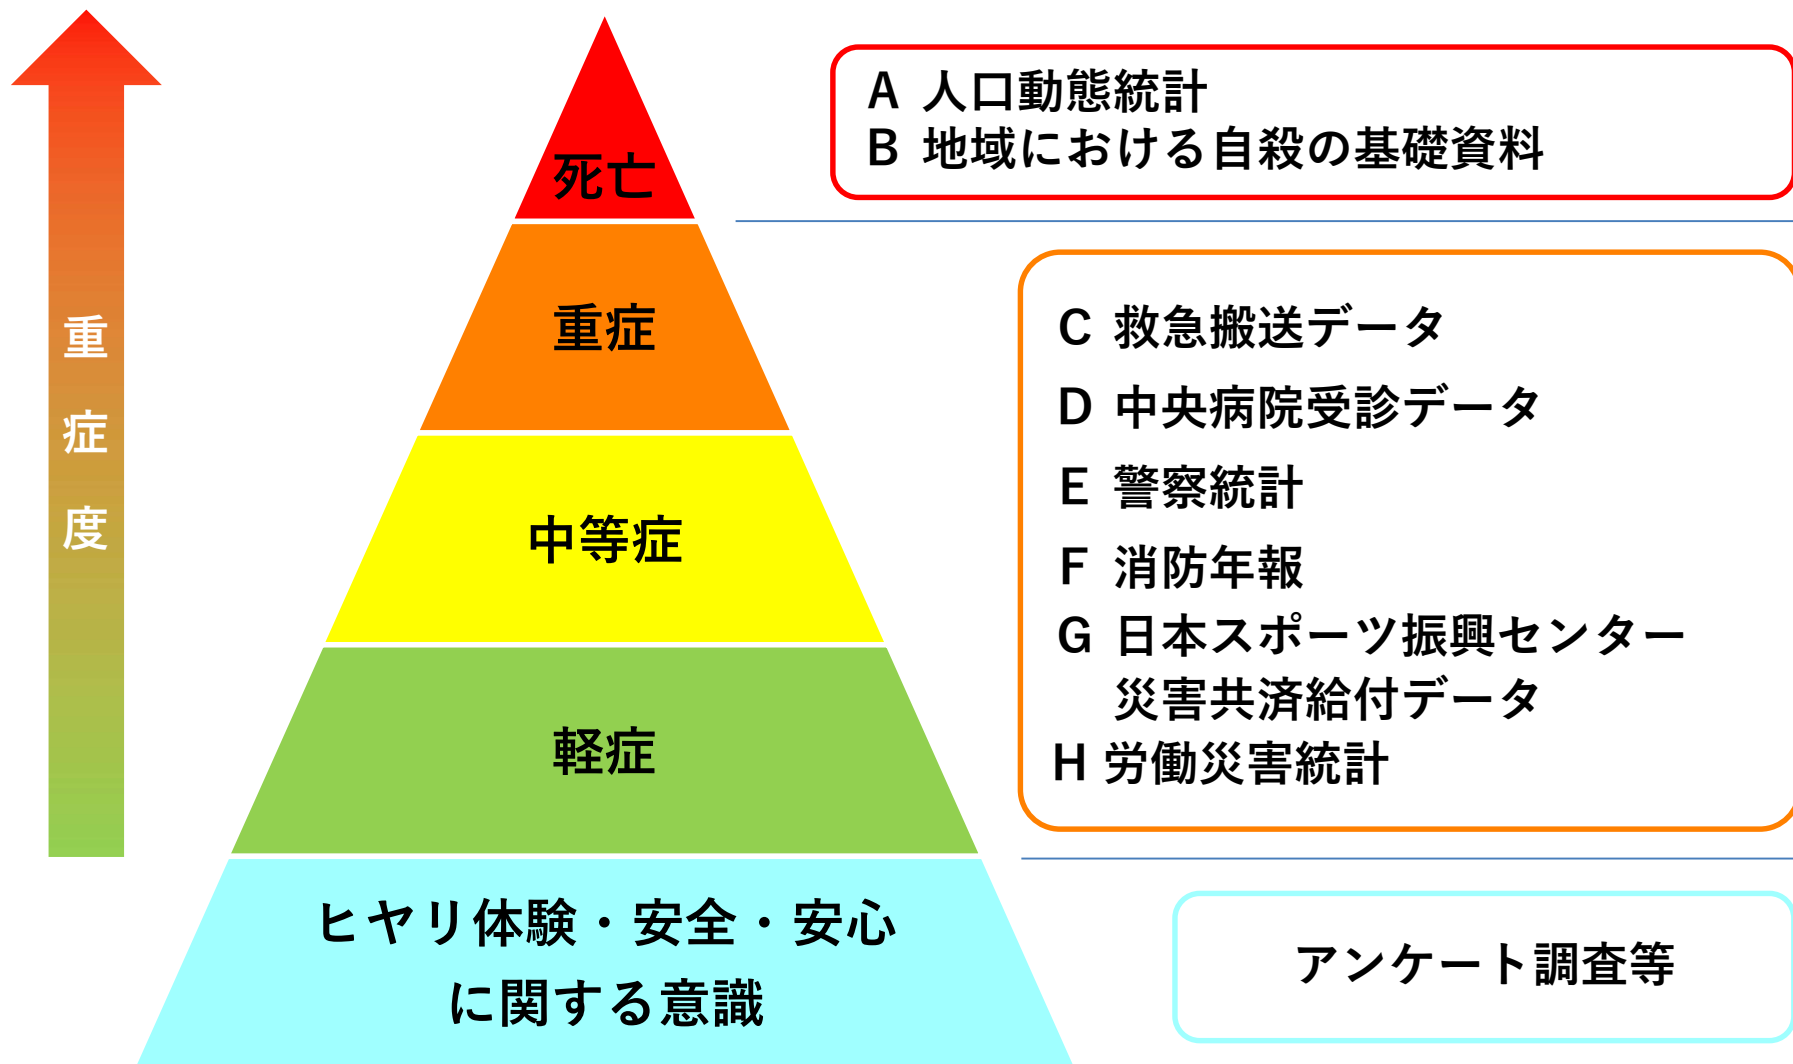 重症度
死亡
重症
中等症
軽症
ヒヤリ体験・安全・安心
に関する意識
A 人口動態統計
B 地域における自殺の基礎資料
C 救急搬送データ
D 中央病院受診データ
E 警察統計
F 消防年報
G 日本スポーツ振興センター
災害共済給付データ
H 労働災害統計
アンケート調査等